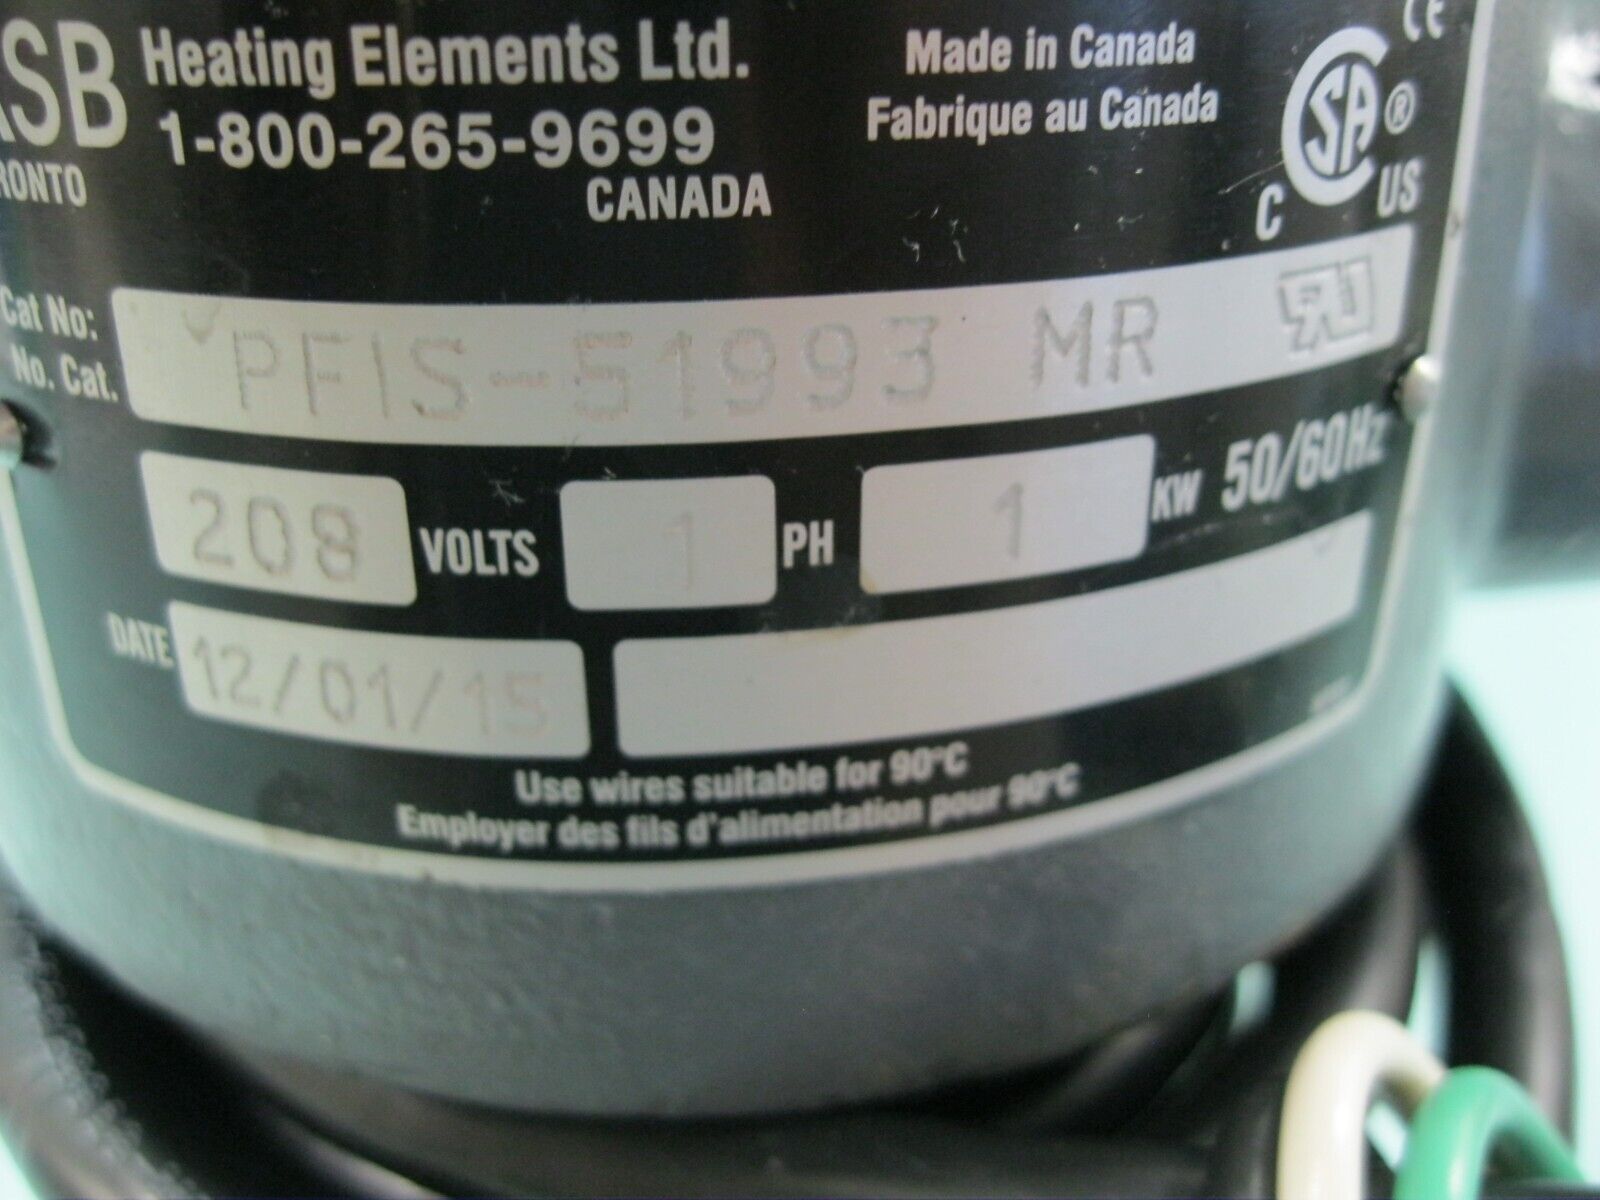 ASB Heating Elements Ltd.
1-800-265-9699
CANADA
Made in Canada
Fabrique au Canada
CE
CSA ®
C US
Cat No:
No. Cat.
PFIS-51993 MR
208 VOLTS 1 PH 1 KW 50/60Hz
DATE 12/01/15
Use wires suitable for 90°C
Employer des fils d'alimentation pour 90°C